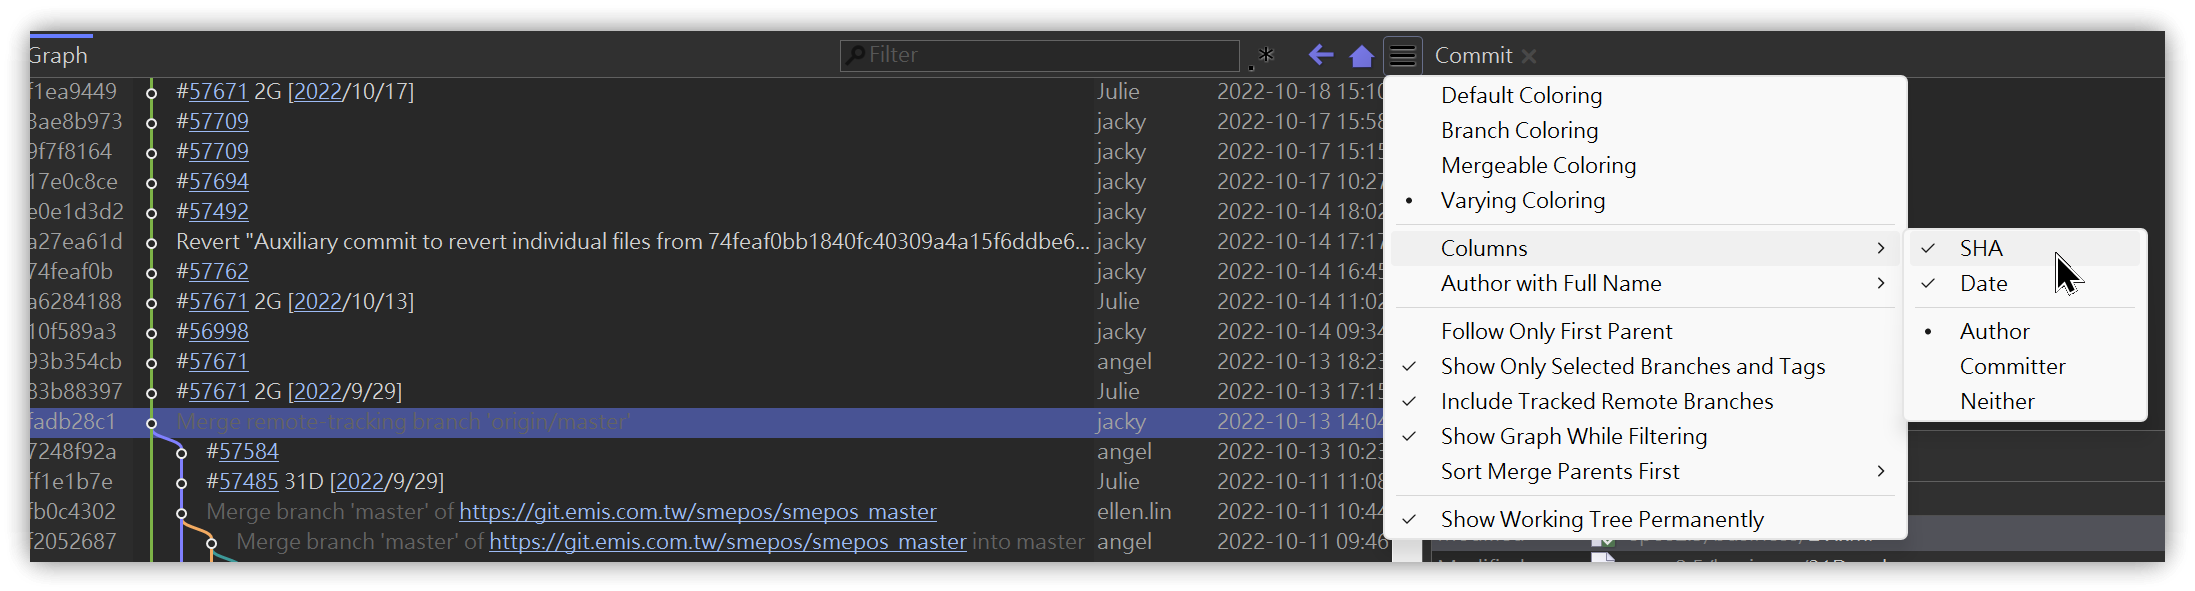 Graph Filter .* Commit
f1ea9449 #57671 2G [2022/10/17] Julie 2022-10-18 15:10
3ae8b973 #57709 jacky 2022-10-17 15:58
9f7f8164 #57709 jacky 2022-10-17 15:15
17e0c8ce #57694 jacky 2022-10-17 10:27
e0e1d3d2 #57492 jacky 2022-10-14 18:02
a27ea61d Revert "Auxiliary commit to revert individual files from 74feaf0bb1840fc40309a4a15f6ddbe6... jacky 2022-10-14 17:17
74feaf0b #57762 jacky 2022-10-14 16:45
a6284188 #57671 2G [2022/10/13] Julie 2022-10-14 11:02
10f589a3 #56998 jacky 2022-10-14 09:34
93b354cb #57671 angel 2022-10-13 18:23
83b88397 #57671 2G [2022/9/29] Julie 2022-10-13 17:15
fadb28c1 Merge remote-tracking branch 'origin/master' jacky 2022-10-13 14:04
7248f92a #57584 angel 2022-10-13 10:23
ff1e1b7e #57485 31D [2022/9/29] Julie 2022-10-11 11:08
fb0c4302 Merge branch 'master' of https://git.emis.com.tw/smepos/smepos_master ellen.lin 2022-10-11 10:44
f2052687 Merge branch 'master' of https://git.emis.com.tw/smepos/smepos_master into master angel 2022-10-11 09:46
Default Coloring
Branch Coloring
Mergeable Coloring
• Varying Coloring
Columns
Author with Full Name
Follow Only First Parent
Show Only Selected Branches and Tags
Include Tracked Remote Branches
Show Graph While Filtering
Sort Merge Parents First
Show Working Tree Permanently
SHA
Date
• Author
Committer
Neither